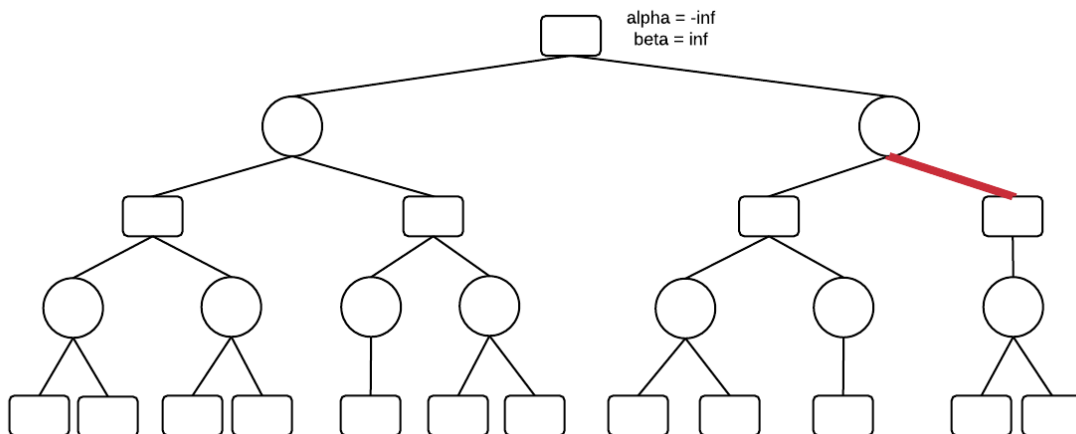 alpha = -inf
beta = inf